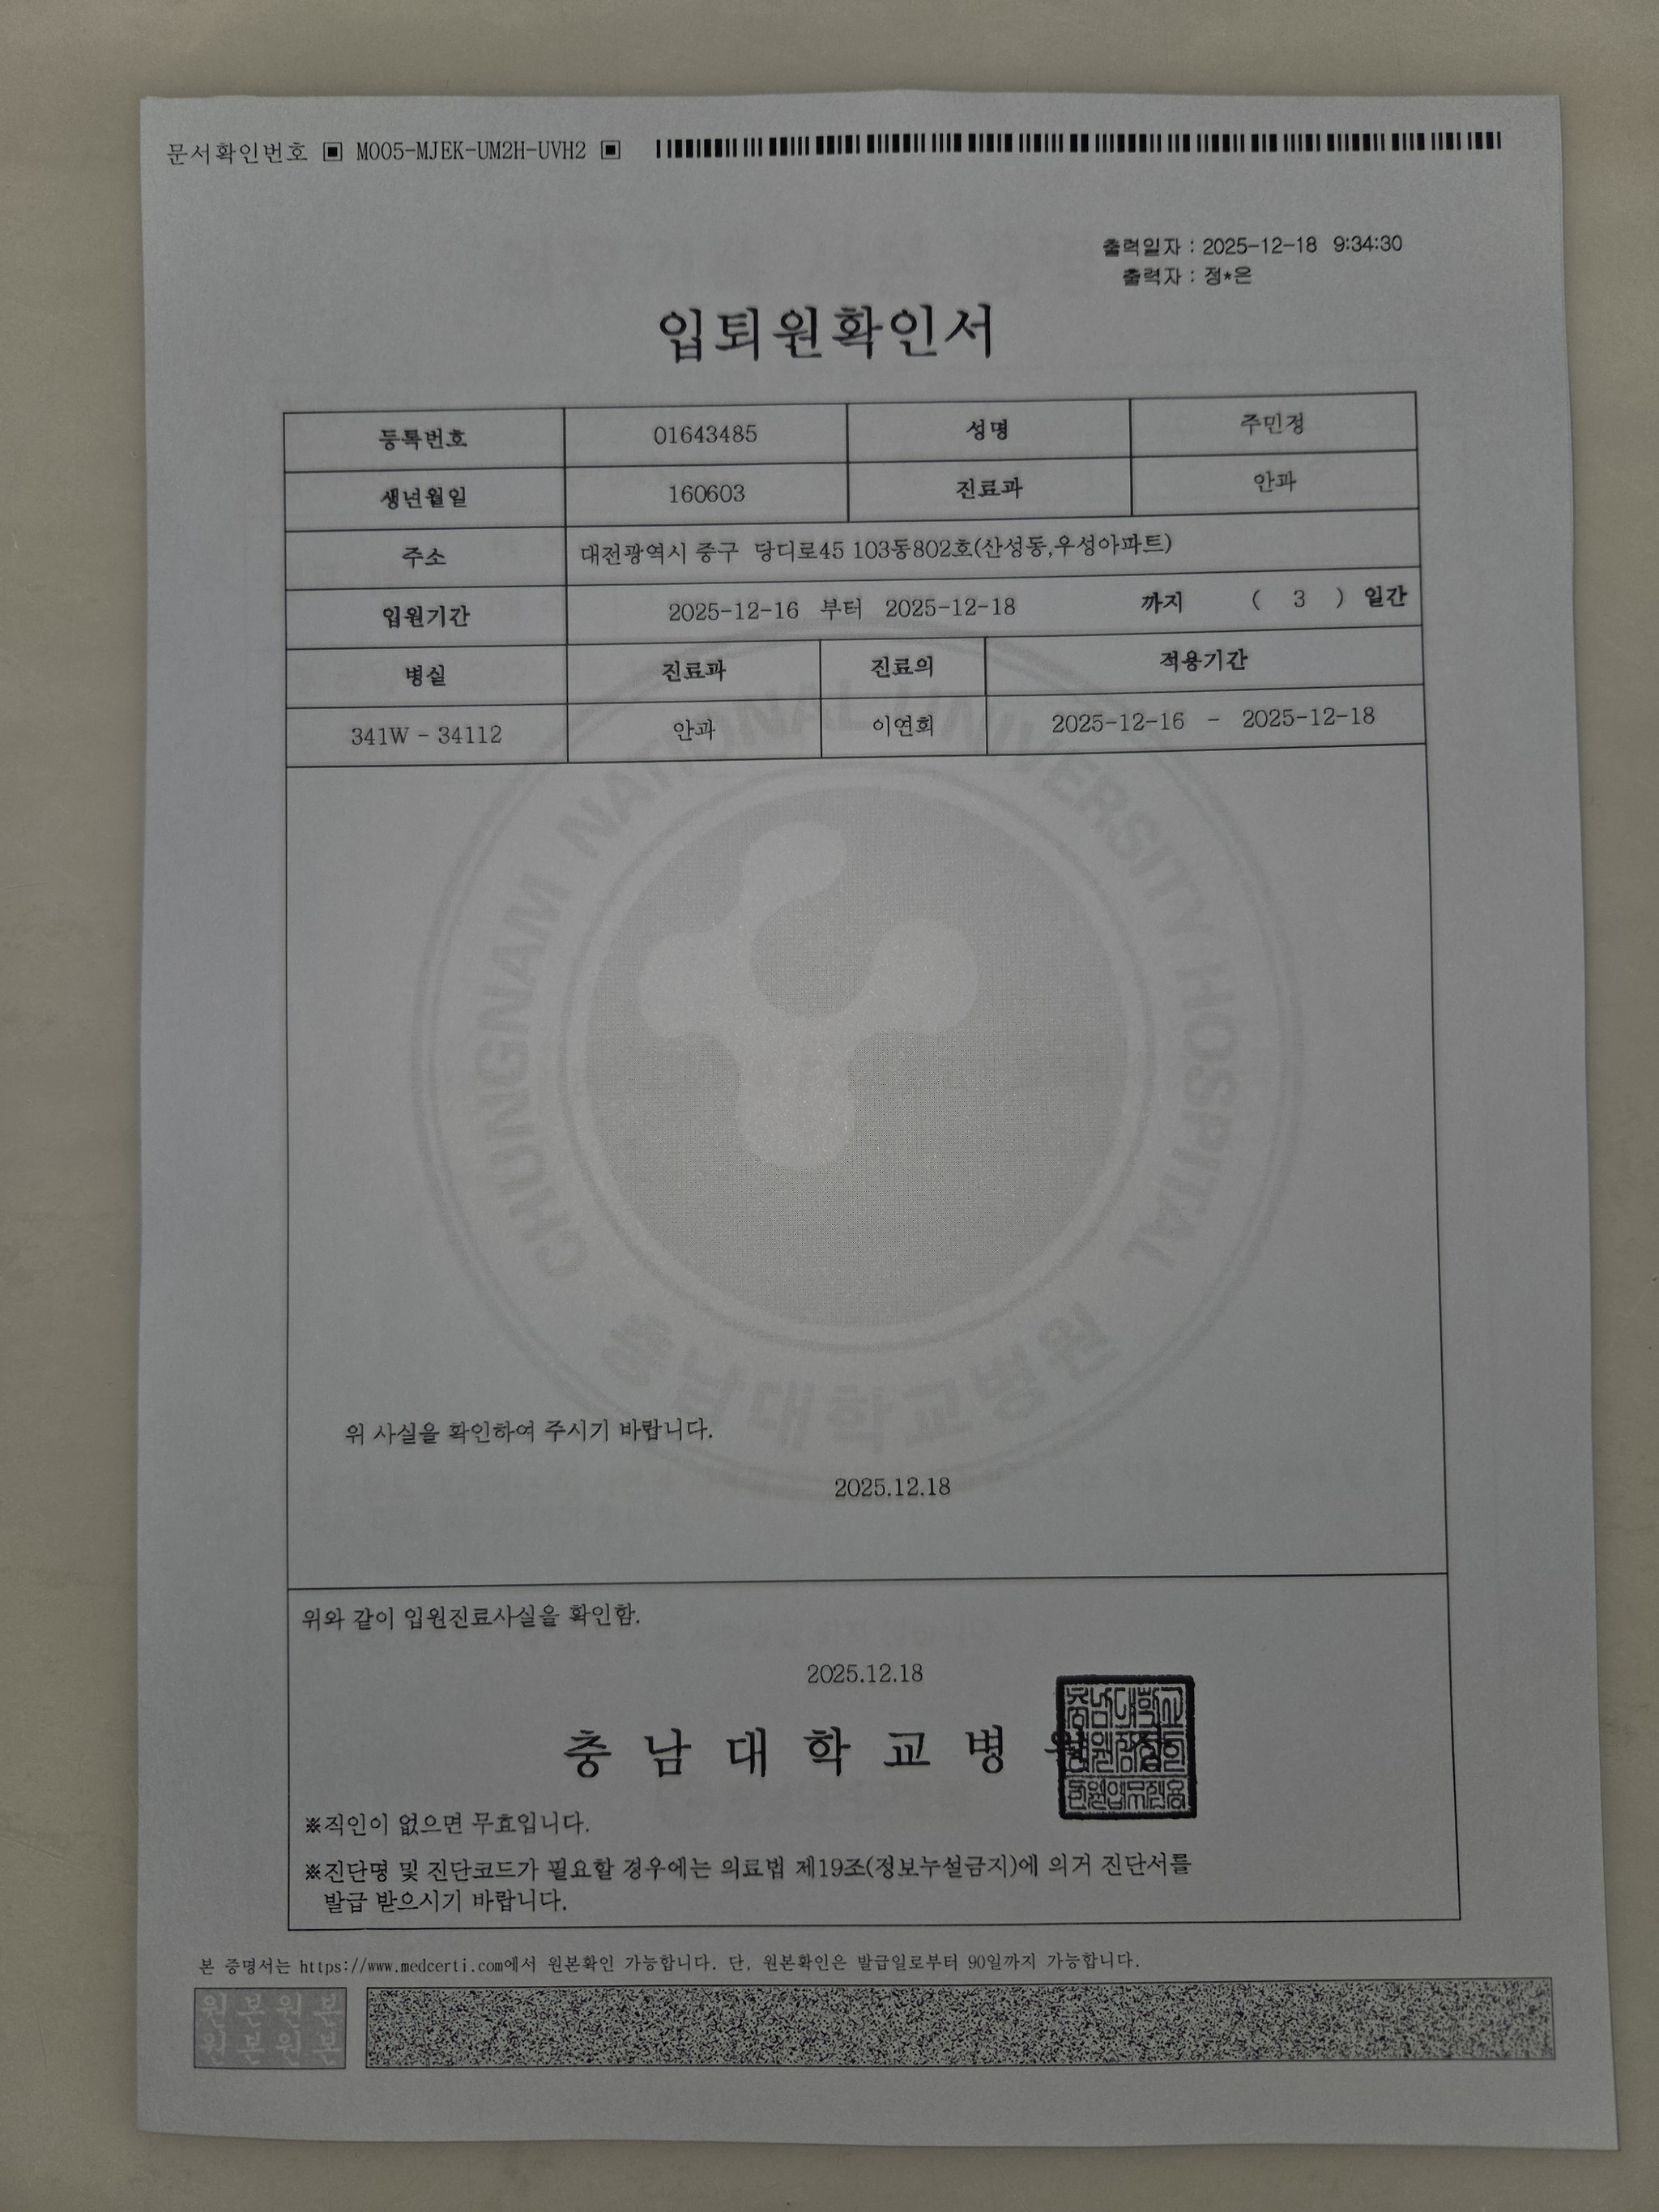 문서확인번호 ▣ M005-MJEK-UM2H-UVH2 ▣
출력일자 : 2025-12-18 9:34:30
출력자 : 정*은
입퇴원확인서
등록번호 01643485 성명 주민정
생년월일 160603 진료과 안과
주소 대전광역시 중구 당디로45 103동802호(산성동,우성아파트)
입원기간 2025-12-16 부터 2025-12-18 까지 ( 3 ) 일간
병실 진료과 진료의 적용기간
341W - 34112 안과 이연회 2025-12-16 - 2025-12-18
CHUNGNAM NATIONAL UNIVERSITY HOSPITAL
충남대학교병원
위 사실을 확인하여 주시기 바랍니다.
2025.12.18
위와 같이 입원진료사실을 확인함.
2025.12.18
충 남 대 학 교 병 원
※직인이 없으면 무효입니다.
※진단명 및 진단코드가 필요할 경우에는 의료법 제19조(정보누설금지)에 의거 진단서를
발급 받으시기 바랍니다.
본 증명서는 https://www.medcerti.com에서 원본확인 가능합니다. 단, 원본확인은 발급일로부터 90일까지 가능합니다.
원본원본
원본원본